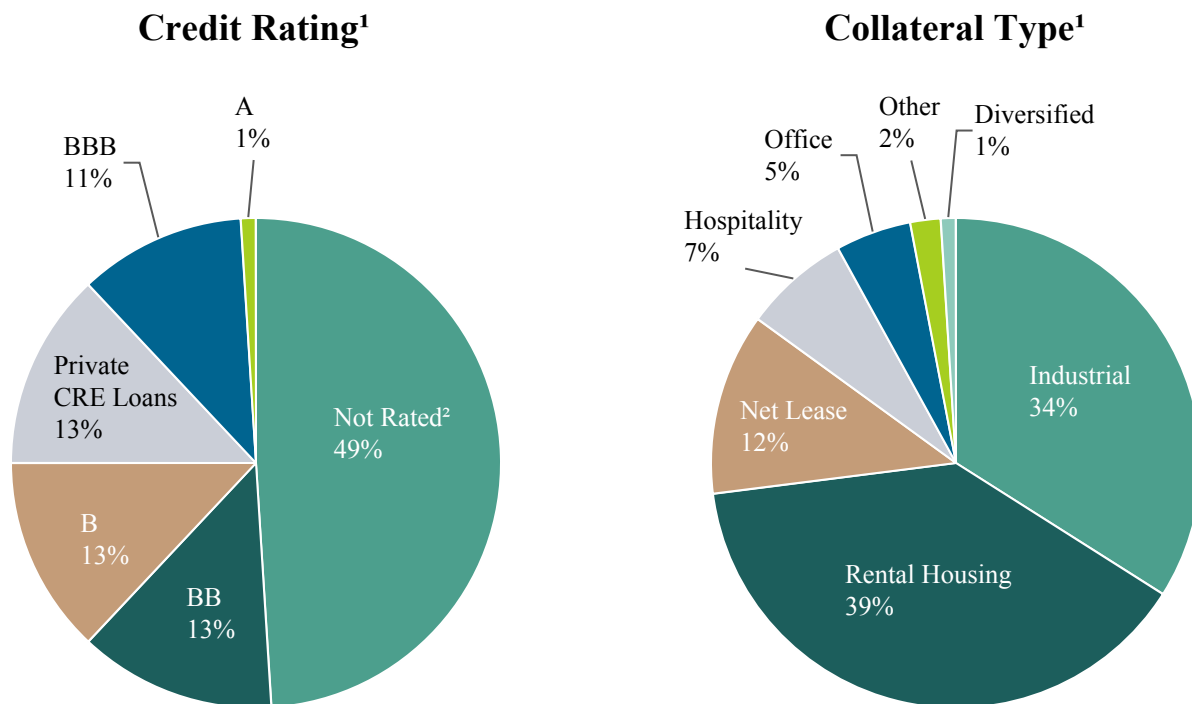 Credit Rating¹
A
1%
BBB
11%
Private
CRE Loans
13%
Not Rated²
49%
B
13%
BB
13%
Collateral Type¹
Other
2%
Diversified
1%
Office
5%
Hospitality
7%
Industrial
34%
Net Lease
12%
Rental Housing
39%